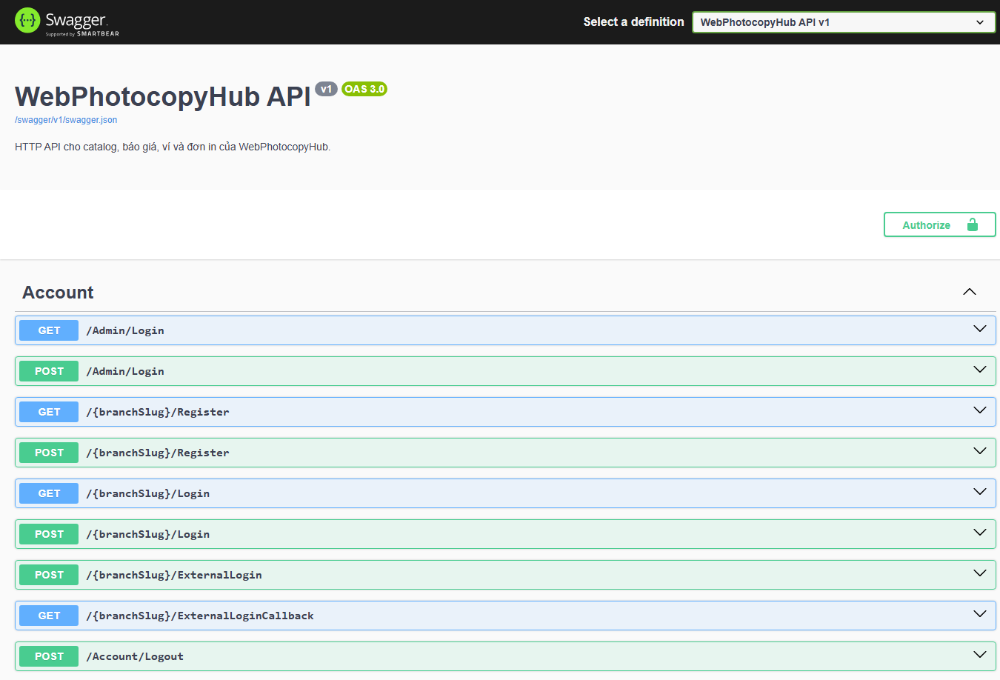 Swagger
Supported by SMARTBEAR
Select a definition
WebPhotocopyHub API v1
WebPhotocopyHub API v1 OAS 3.0
/swagger/v1/swagger.json
HTTP API cho catalog, báo giá, ví và đơn in của WebPhotocopyHub.
Authorize
Account
GET /Admin/Login
POST /Admin/Login
GET /{branchSlug}/Register
POST /{branchSlug}/Register
GET /{branchSlug}/Login
POST /{branchSlug}/Login
POST /{branchSlug}/ExternalLogin
GET /{branchSlug}/ExternalLoginCallback
POST /Account/Logout